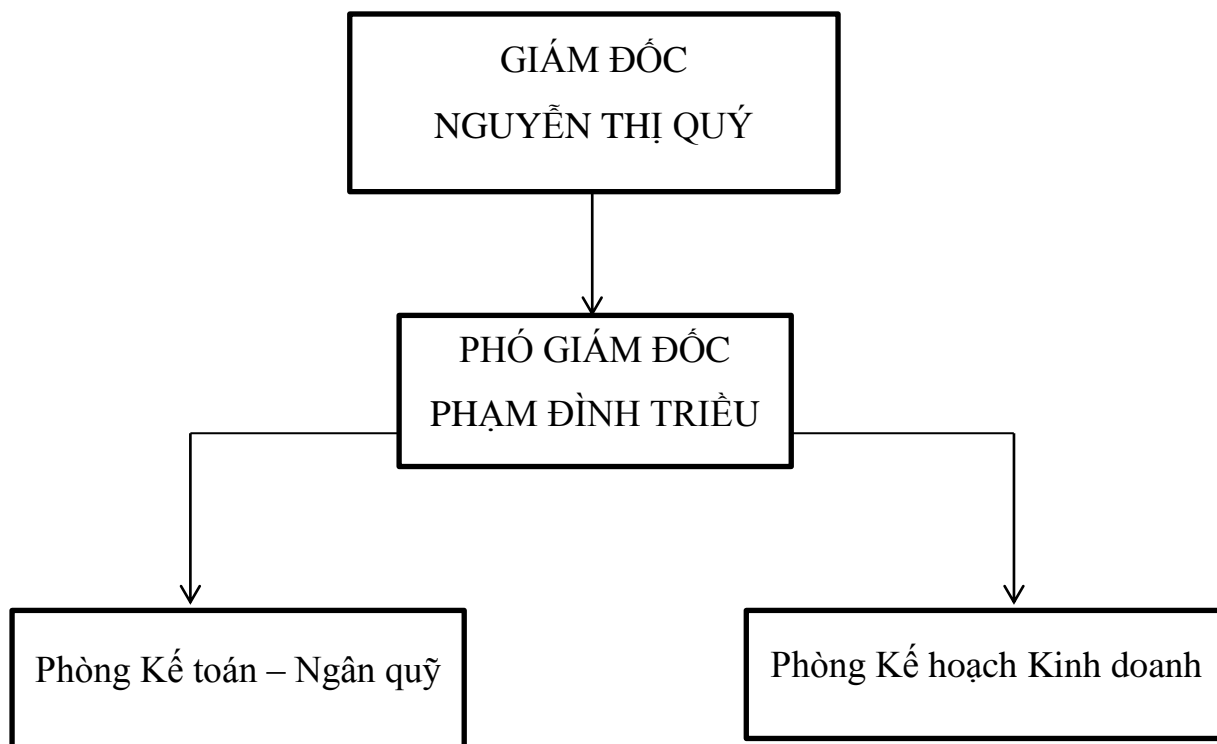 GIÁM ĐỐC
NGUYỄN THỊ QUÝ
PHÓ GIÁM ĐỐC
PHẠM ĐÌNH TRIỀU
Phòng Kế toán – Ngân quỹ
Phòng Kế hoạch Kinh doanh